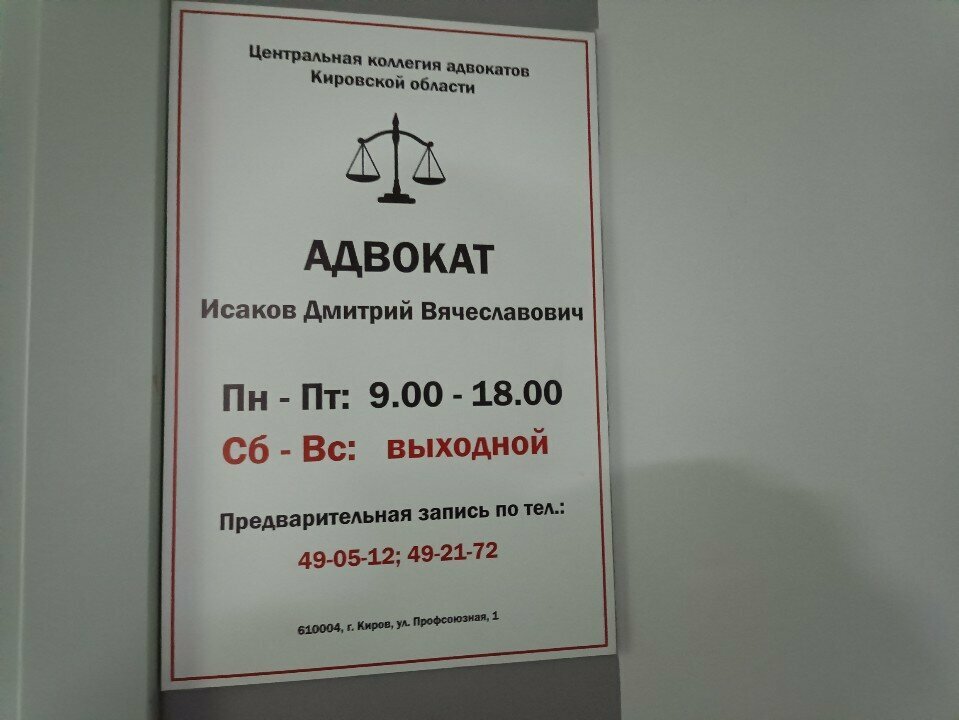 Центральная коллегия адвокатов
Кировской области
АДВОКАТ
Исаков Дмитрий Вячеславович
Пн - Пт: 9.00 - 18.00
Сб - Вс: выходной
Предварительная запись по тел.:
49-05-12; 49-21-72
610004, г. Киров, ул. Профсоюзная, 1